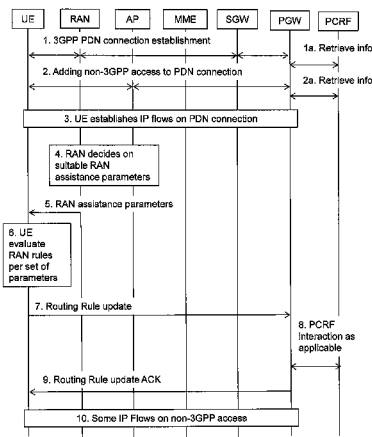 UE RAN AP MME SGW PGW PCRF
1. 3GPP PDN connection establishment
1a. Retrieve info
2. Adding non-3GPP access to PDN connection
2a. Retrieve info
3. UE establishes IP flows on PDN connection
4. RAN decides on
suitable RAN
assistance parameters
5. RAN assistance parameters
6. UE
evaluate
RAN rules
per set of
parameters
7. Routing Rule update
8. PCRF
interaction as
applicable
9. Routing Rule update ACK
10. Some IP Flows on non-3GPP access